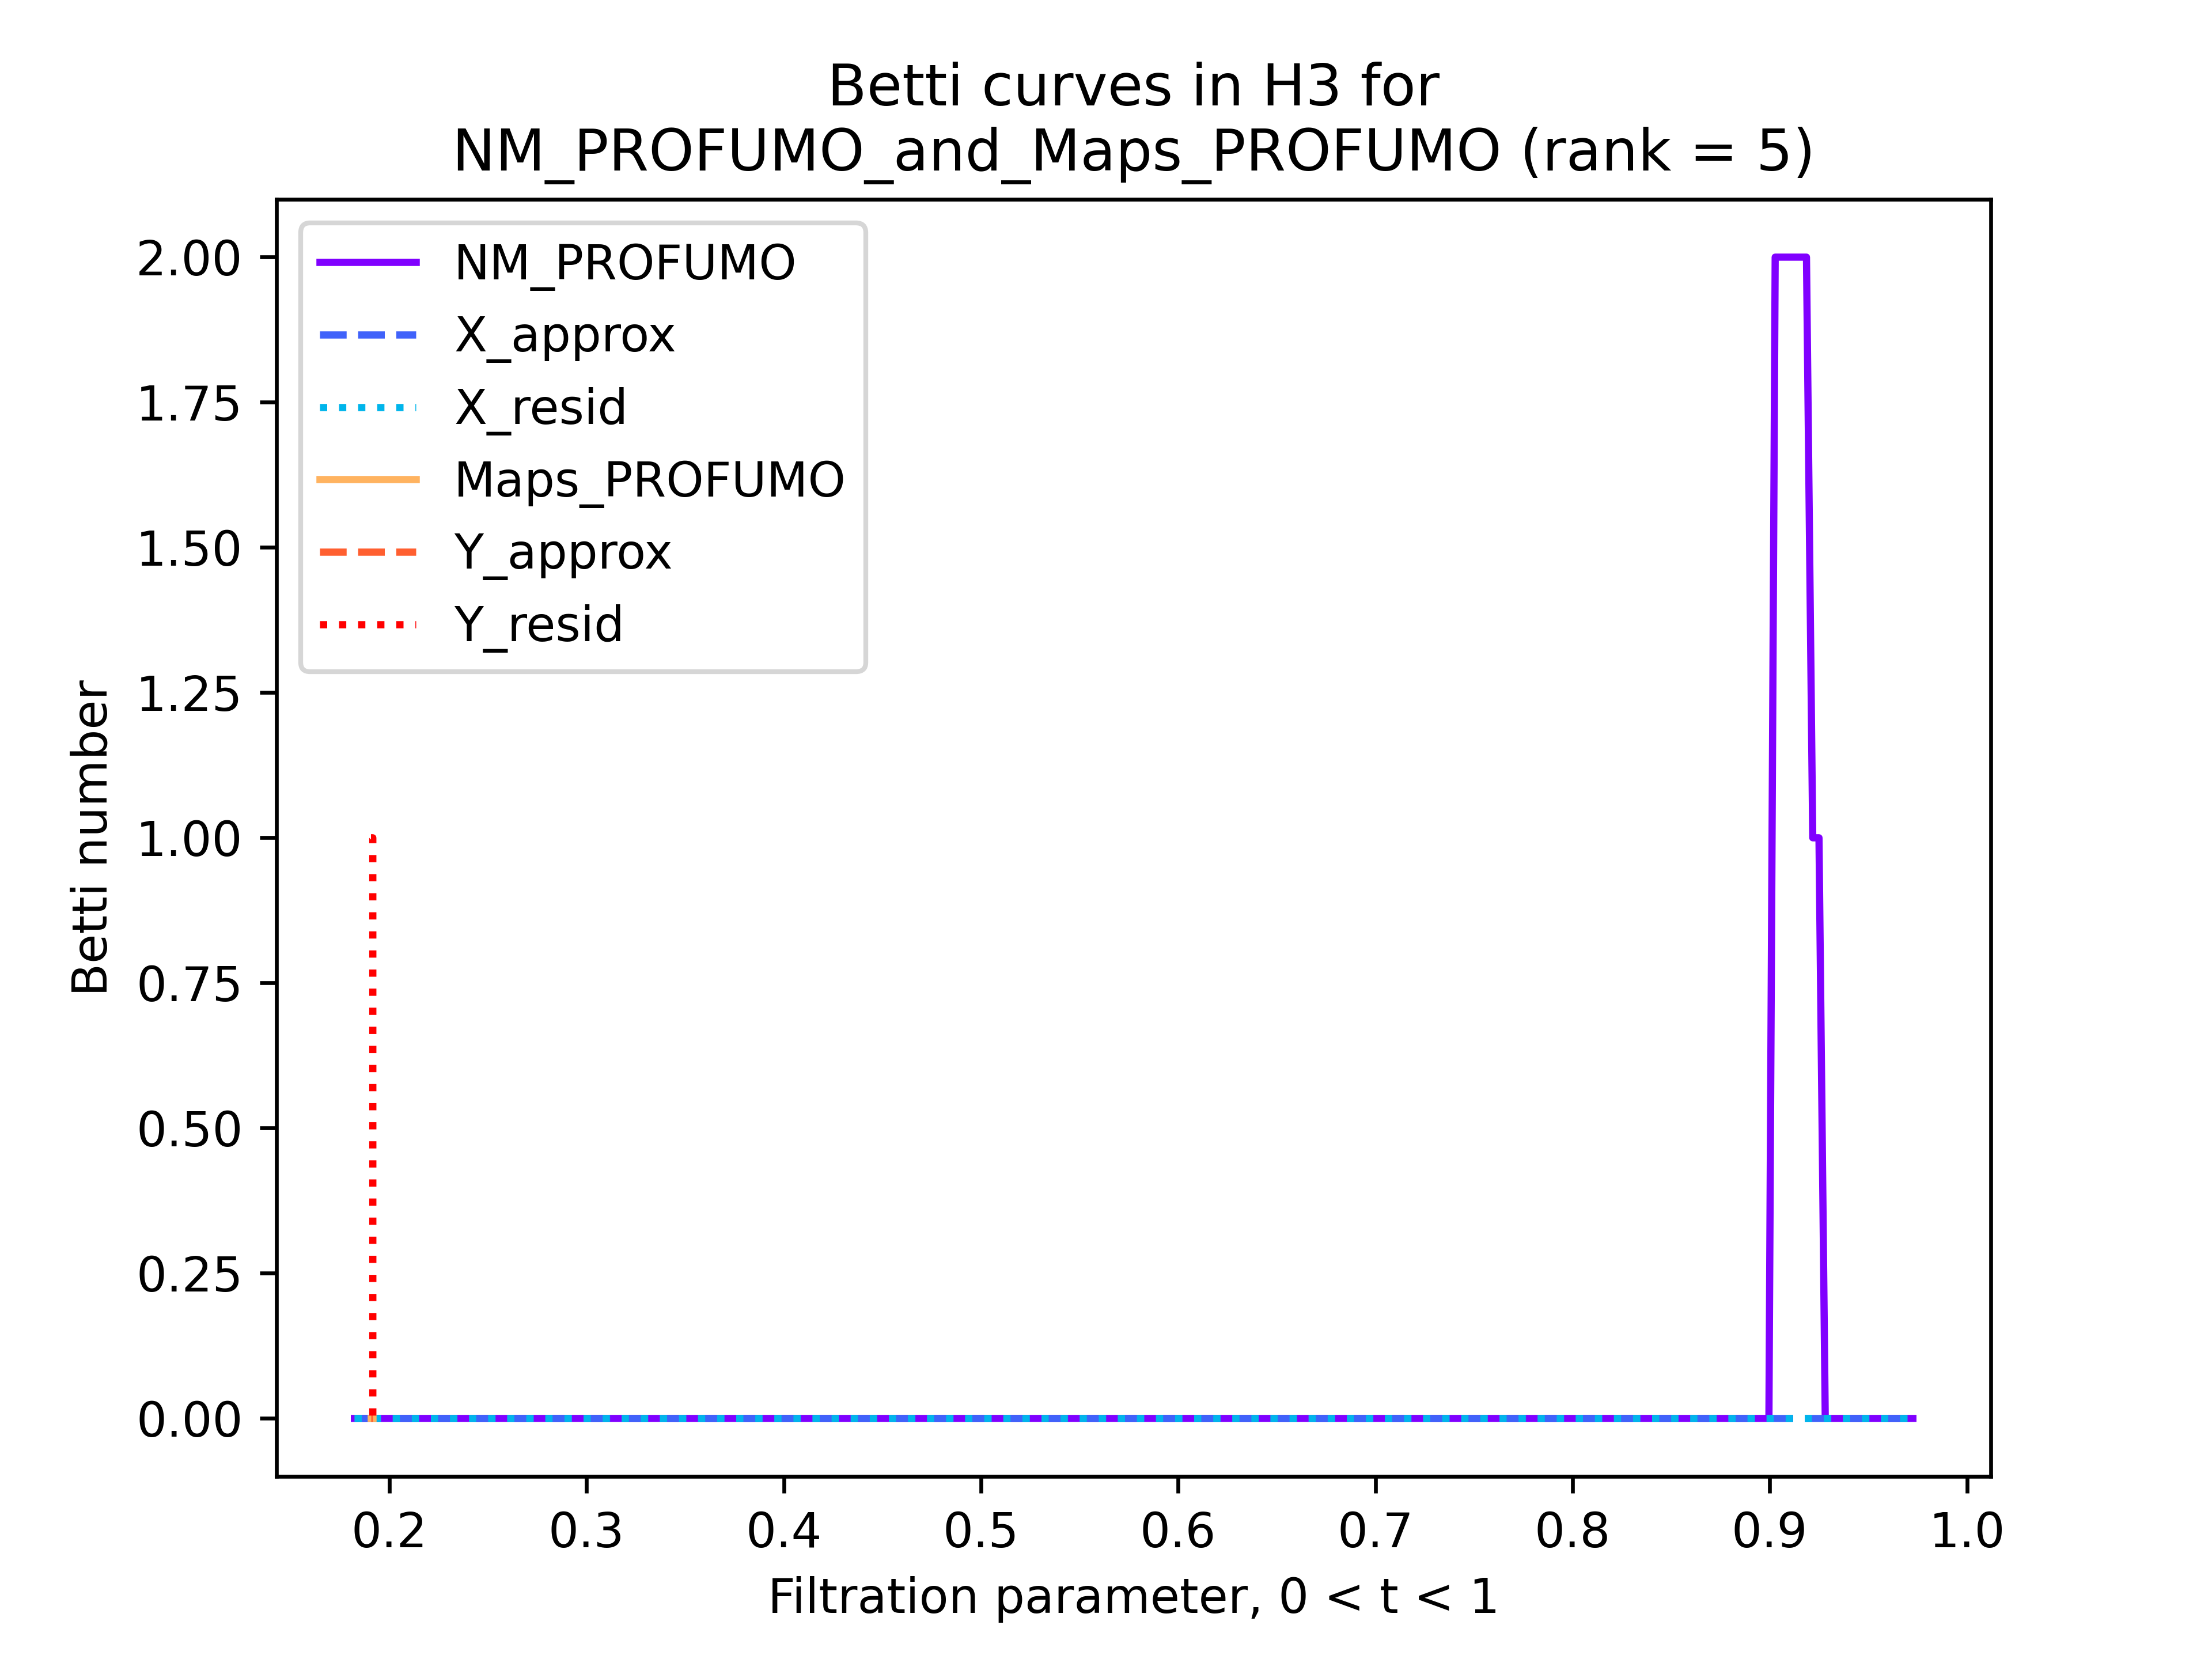 Betti curves in H3 for
NM_PROFUMO_and_Maps_PROFUMO (rank = 5)
NM_PROFUMO
X_approx
X_resid
Maps_PROFUMO
Y_approx
Y_resid
Betti number
2.00
1.75
1.50
1.25
1.00
0.75
0.50
0.25
0.00
0.2 0.3 0.4 0.5 0.6 0.7 0.8 0.9 1.0
Filtration parameter, 0 < t < 1